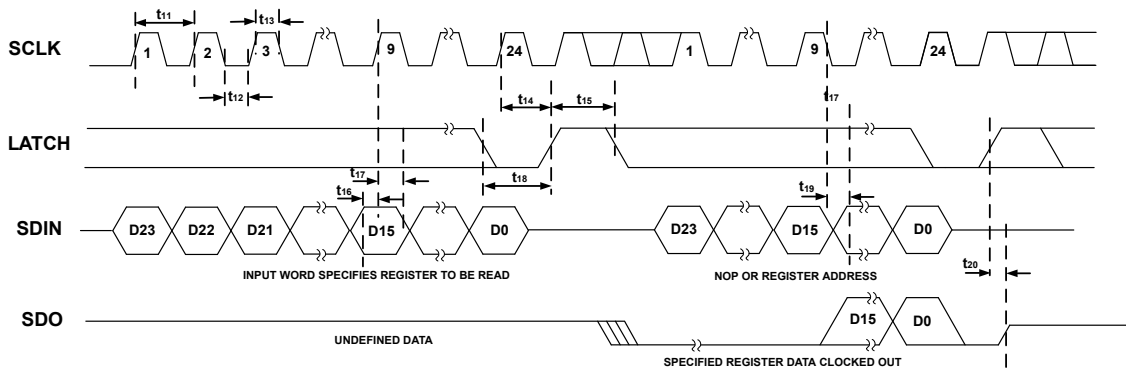 t11 t13
SCLK 1 2 3 9 24 1 9 24
t12 t14 t15 t17
LATCH
t17 t18
t16 t19
SDIN D23 D22 D21 D15 D0 D23 D15 D0
INPUT WORD SPECIFIES REGISTER TO BE READ NOP OR REGISTER ADDRESS
t20
SDO D15 D0
UNDEFINED DATA
SPECIFIED REGISTER DATA CLOCKED OUT